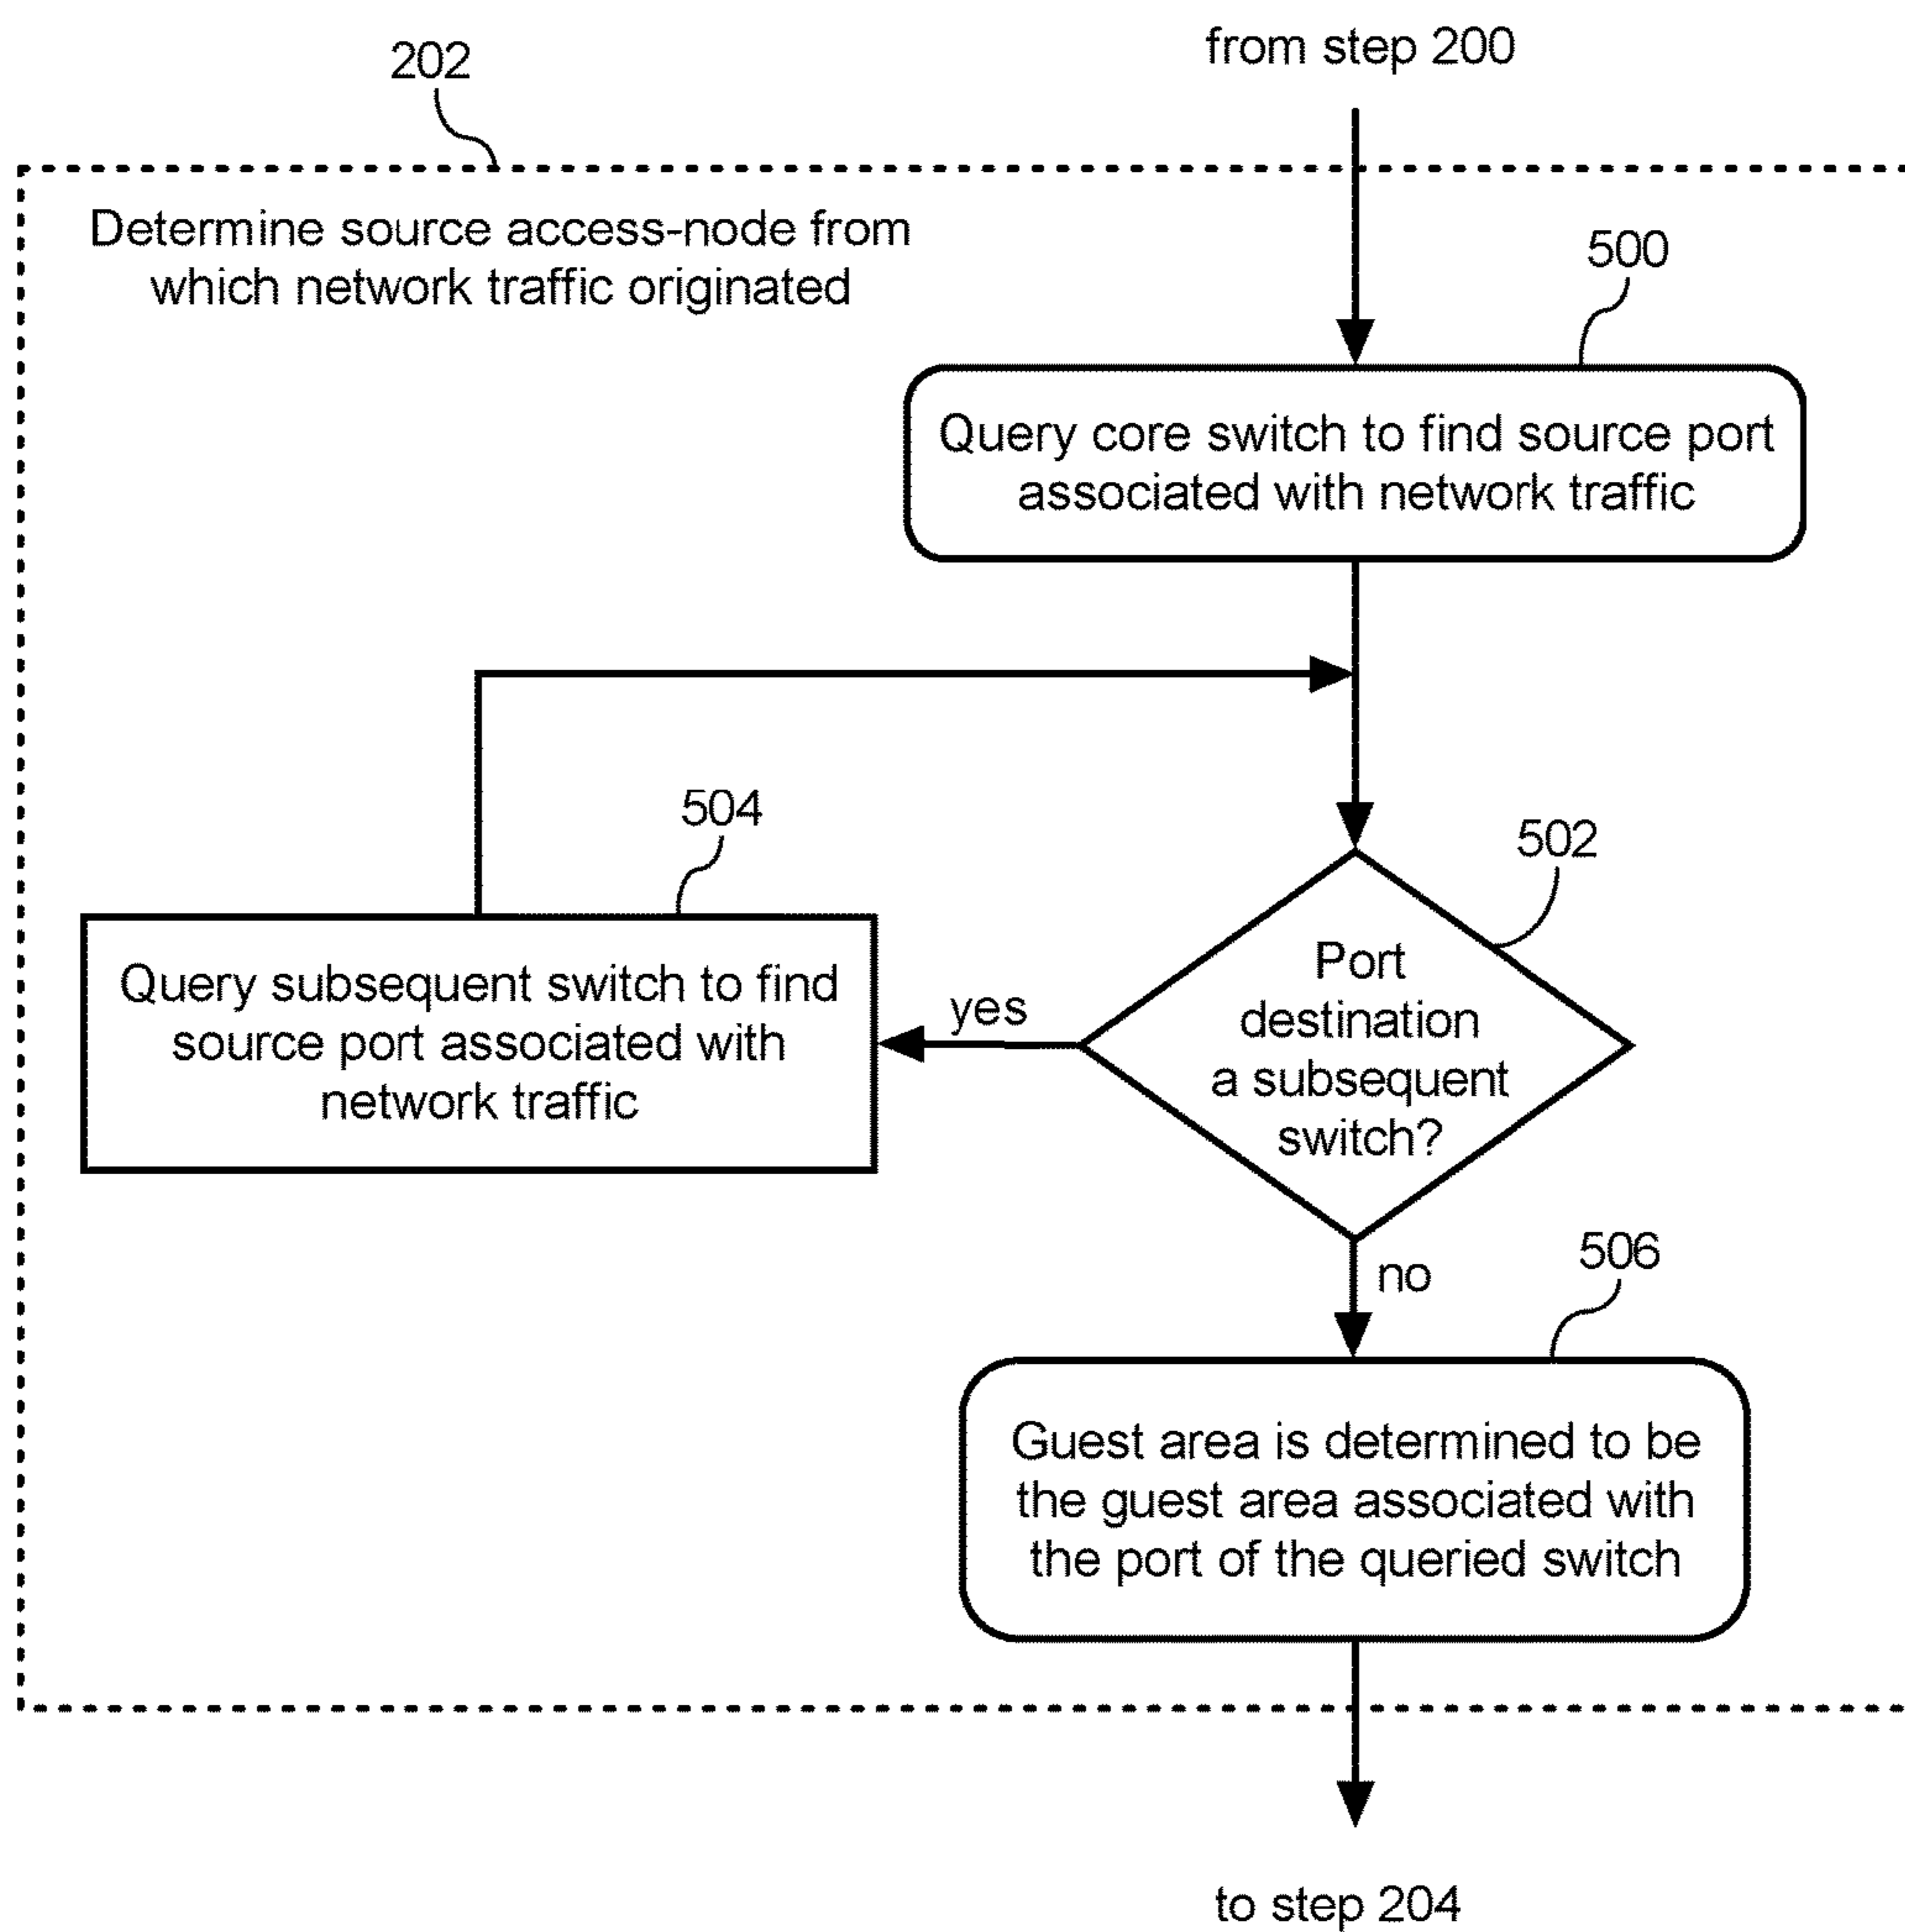 from step 200
202
Determine source access-node from
which network traffic originated
500
Query core switch to find source port
associated with network traffic
504
502
Query subsequent switch to find
source port associated with
network traffic
yes
Port
destination
a subsequent
switch?
506
no
Guest area is determined to be
the guest area associated with
the port of the queried switch
to step 204